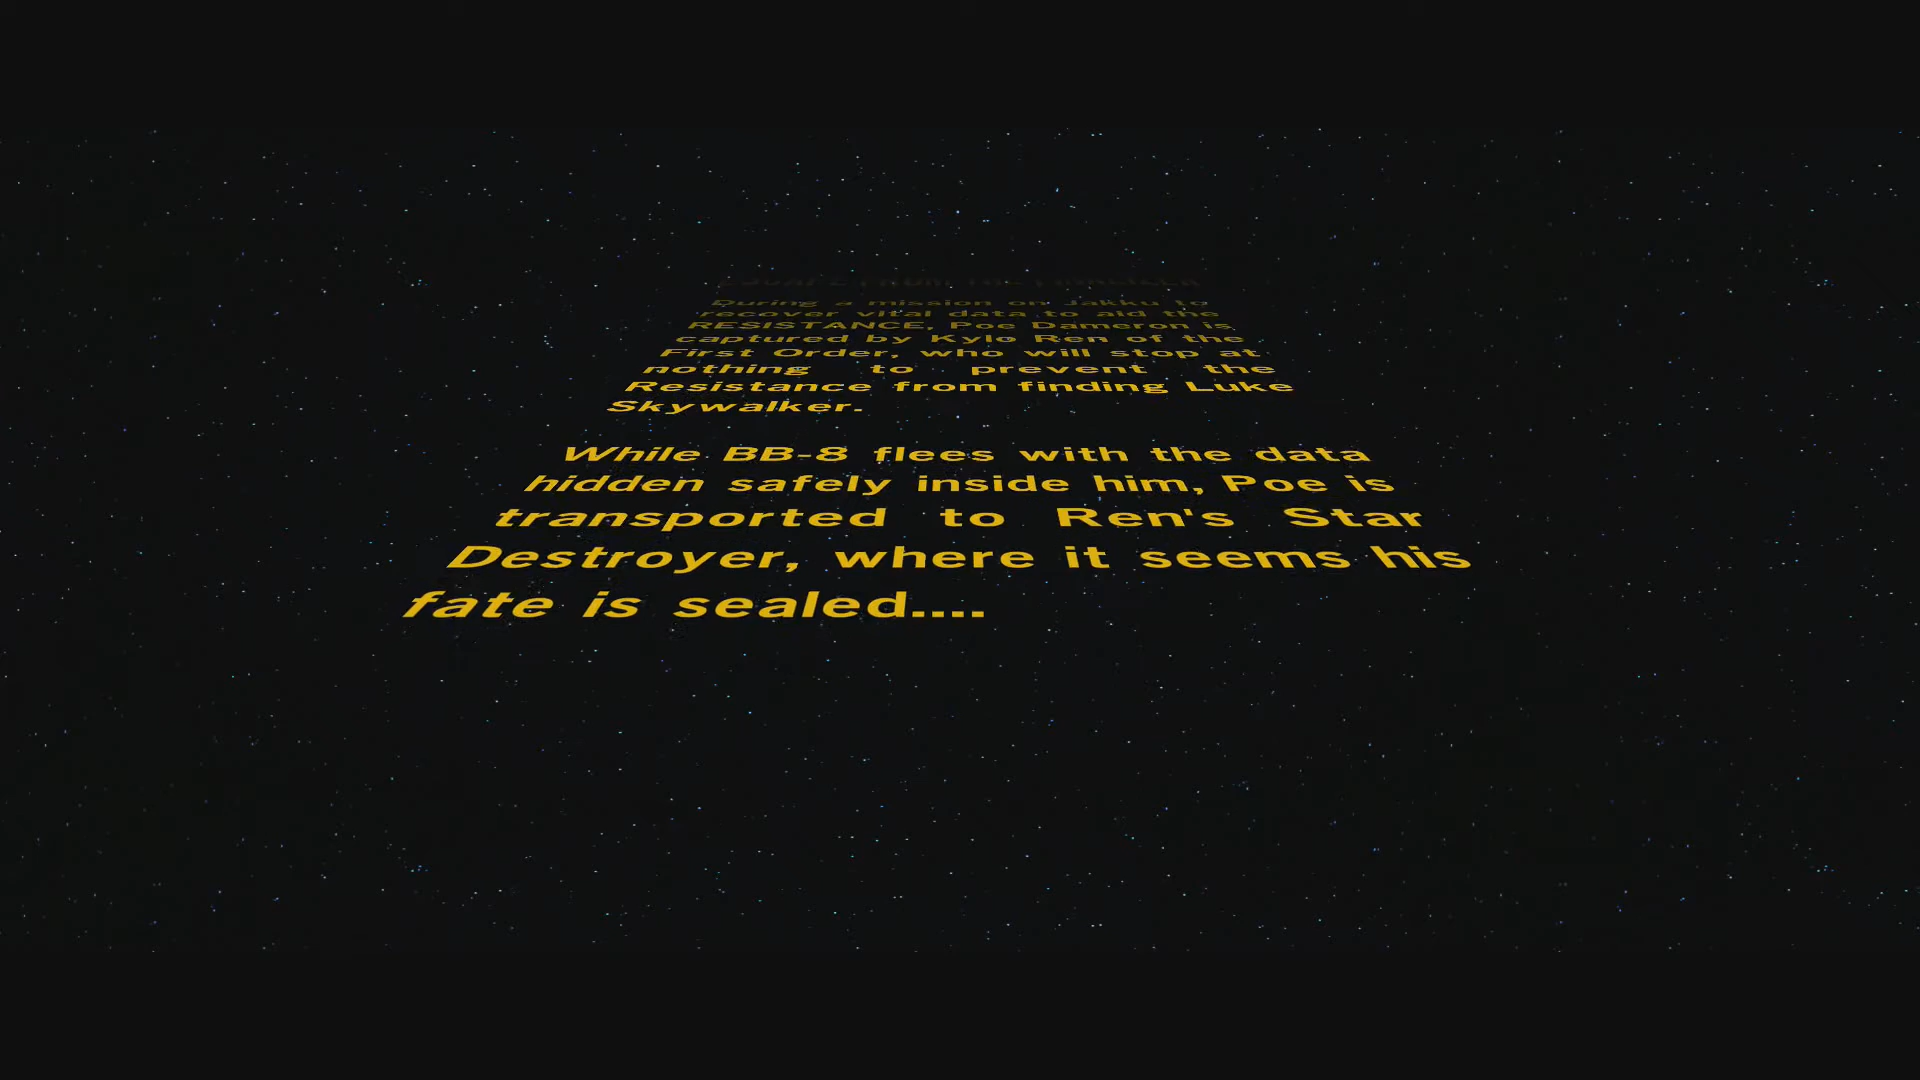 During a mission on Jakku to
recover vital data to aid the
RESISTANCE, Poe Dameron is
captured by Kylo Ren of the
First Order, who will stop at
nothing to prevent the
Resistance from finding Luke
Skywalker.
While BB-8 flees with the data
hidden safely inside him, Poe is
transported to Ren's Star
Destroyer, where it seems his
fate is sealed....